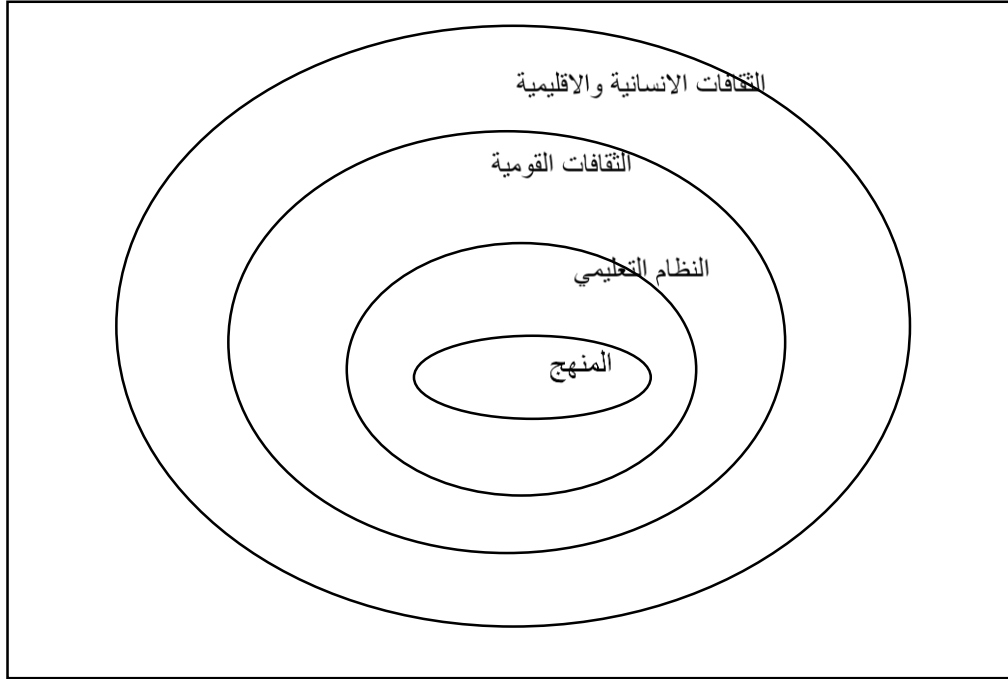 الثقافات الانسانية والاقليمية
الثقافات القومية
النظام التعليمي
المنهج